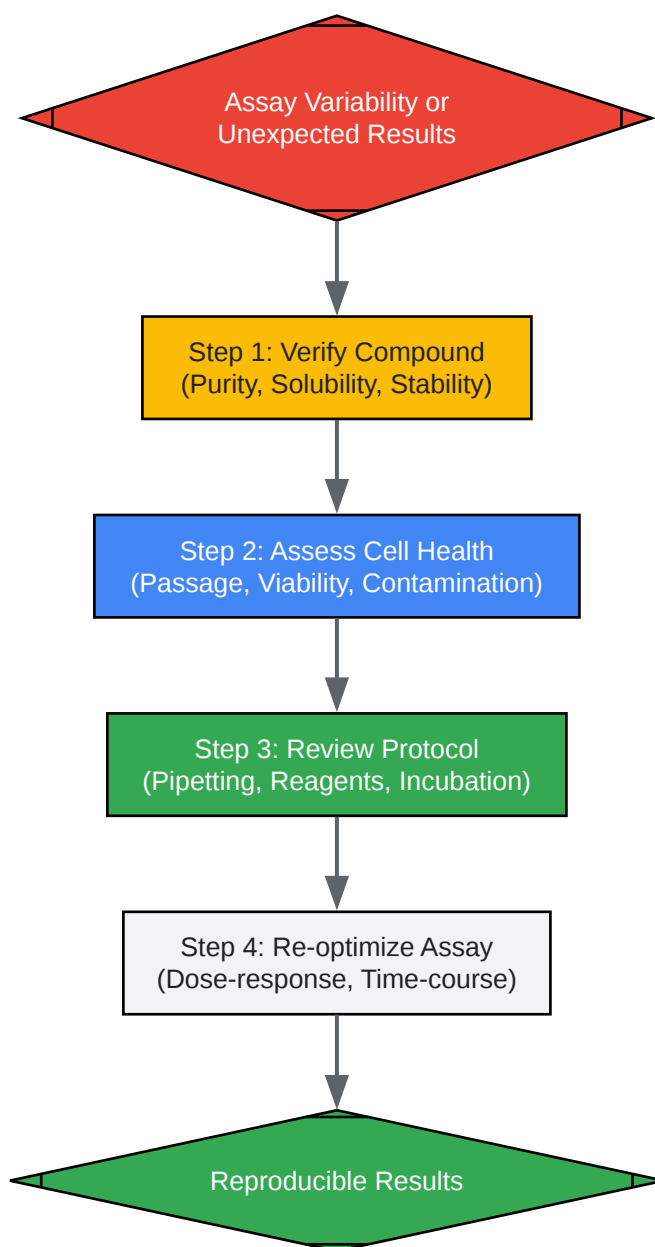 Assay Variability or
Unexpected Results
Step 1: Verify Compound
(Purity, Solubility, Stability)
Step 2: Assess Cell Health
(Passage, Viability, Contamination)
Step 3: Review Protocol
(Pipetting, Reagents, Incubation)
Step 4: Re-optimize Assay
(Dose-response, Time-course)
Reproducible Results